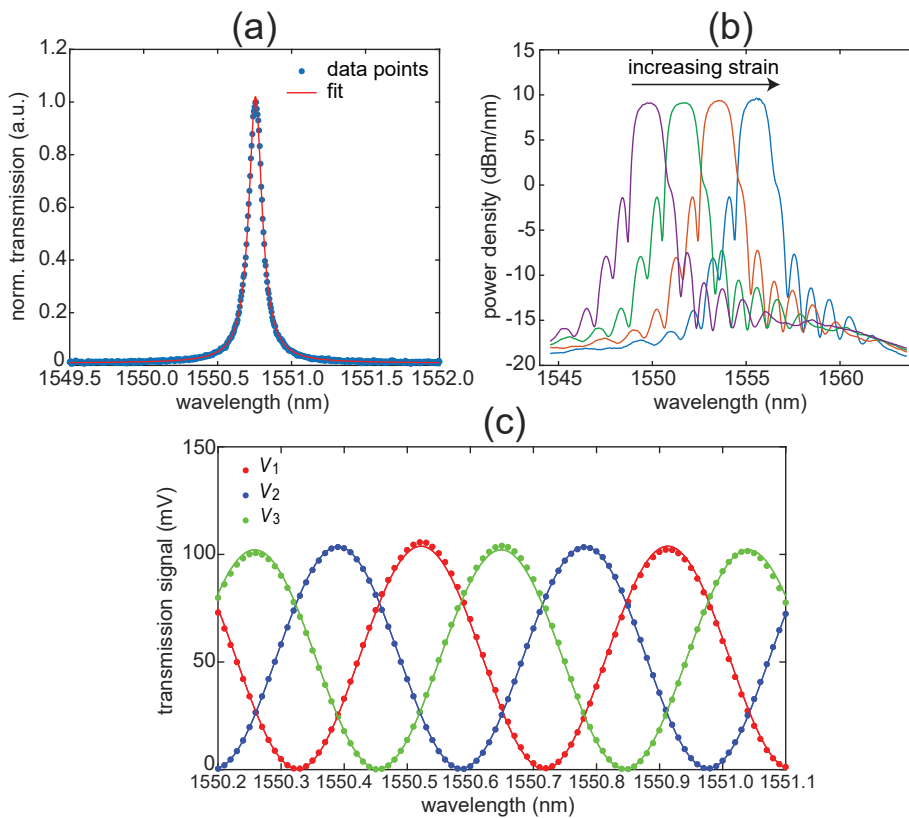 (a)
norm. transmission (a.u.)
1.2
1.0
0.8
0.6
0.4
0.2
0
data points
fit
1549.5 1550.0 1550.5 1551.0 1551.5 1552.0
wavelength (nm)
(b)
power density (dBm/nm)
15
10
5
0
-5
-10
-15
-20
increasing strain
1545 1550 1555 1560
wavelength (nm)
(c)
transmission signal (mV)
150
100
50
0
V1
V2
V3
1550.2 1550.3 1550.4 1550.5 1550.6 1550.7 1550.8 1550.9 1551.0 1551.1
wavelength (nm)